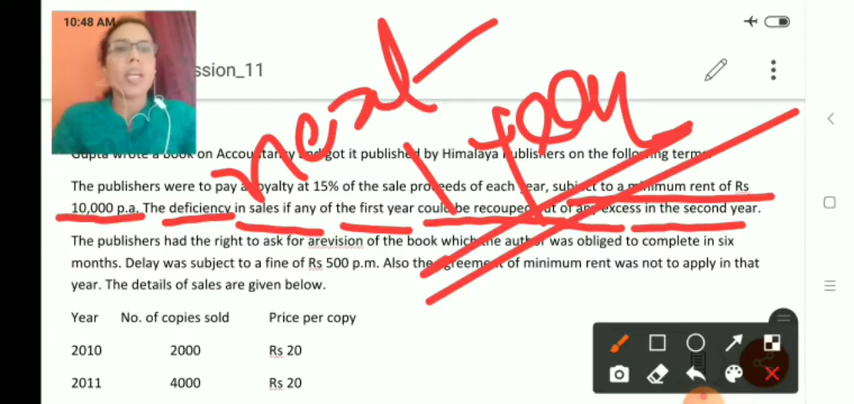 10:48 AM
ssion_11
next
1 year
Gupta wrote a book on Accountancy and got it published by Himalaya Publishers on the following terms
The publishers were to pay a royalty at 15% of the sale proceeds of each year, subject to a minimum rent of Rs
10,000 p.a. The deficiency in sales if any of the first year could be recouped out of any excess in the second year.
The publishers had the right to ask for arevision of the book which the author was obliged to complete in six
months. Delay was subject to a fine of Rs 500 p.m. Also the agreement of minimum rent was not to apply in that
year. The details of sales are given below.
Year No. of copies sold Price per copy
2010 2000 Rs 20
2011 4000 Rs 20